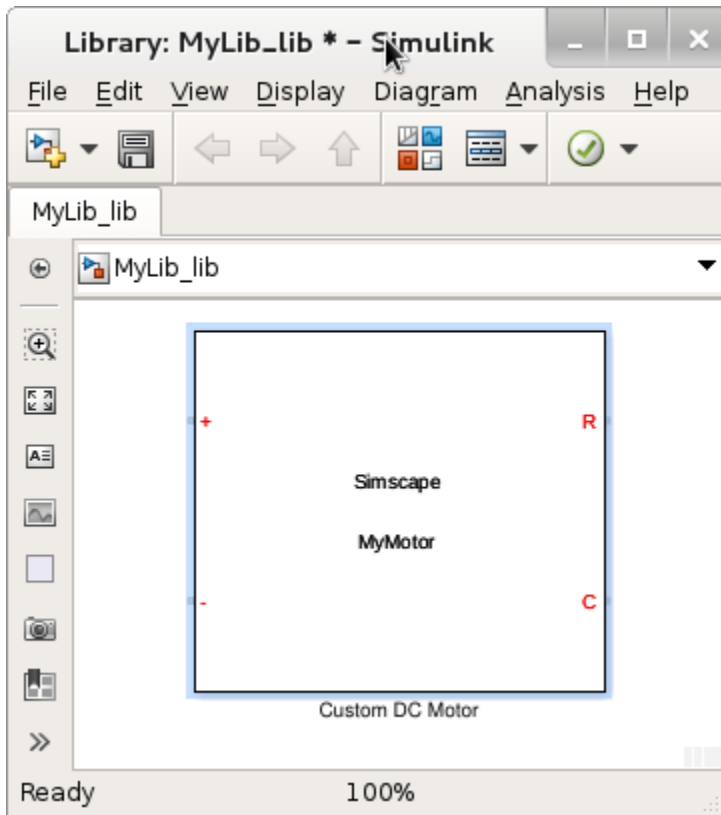 Library: MyLib_lib * - Simulink
File Edit View Display Diagram Analysis Help
MyLib_lib
MyLib_lib
+ R
Simscape
MyMotor
- C
Custom DC Motor
Ready 100%